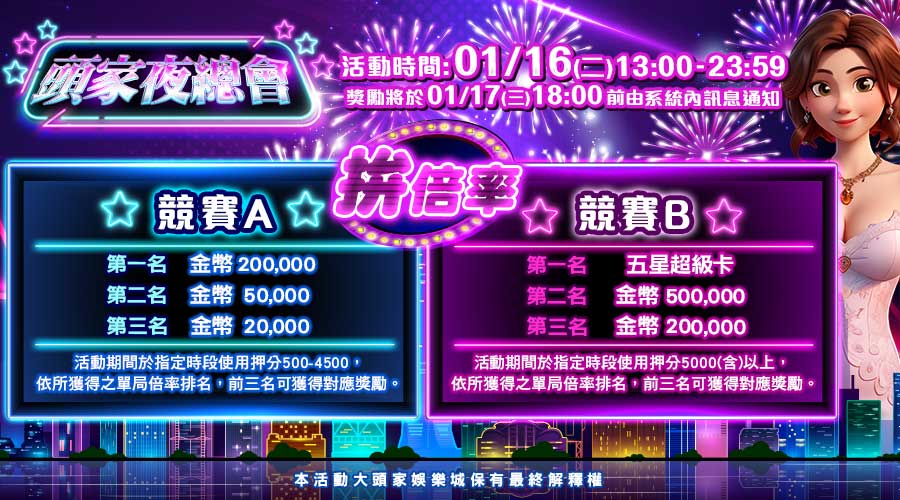 頭家夜總會
活動時間:01/16(二)13:00-23:59
獎勵將於01/17(三)18:00前由系統內訊息通知
拚倍率
競賽A
第一名 金幣 200,000
第二名 金幣 50,000
第三名 金幣 20,000
活動期間於指定時段使用押分500-4500，
依所獲得之單局倍率排名，前三名可獲得對應獎勵。
競賽B
第一名 五星超級卡
第二名 金幣 500,000
第三名 金幣 200,000
活動期間於指定時段使用押分5000(含)以上，
依所獲得之單局倍率排名，前三名可獲得對應獎勵。
本活動大頭家娛樂城保有最終解釋權